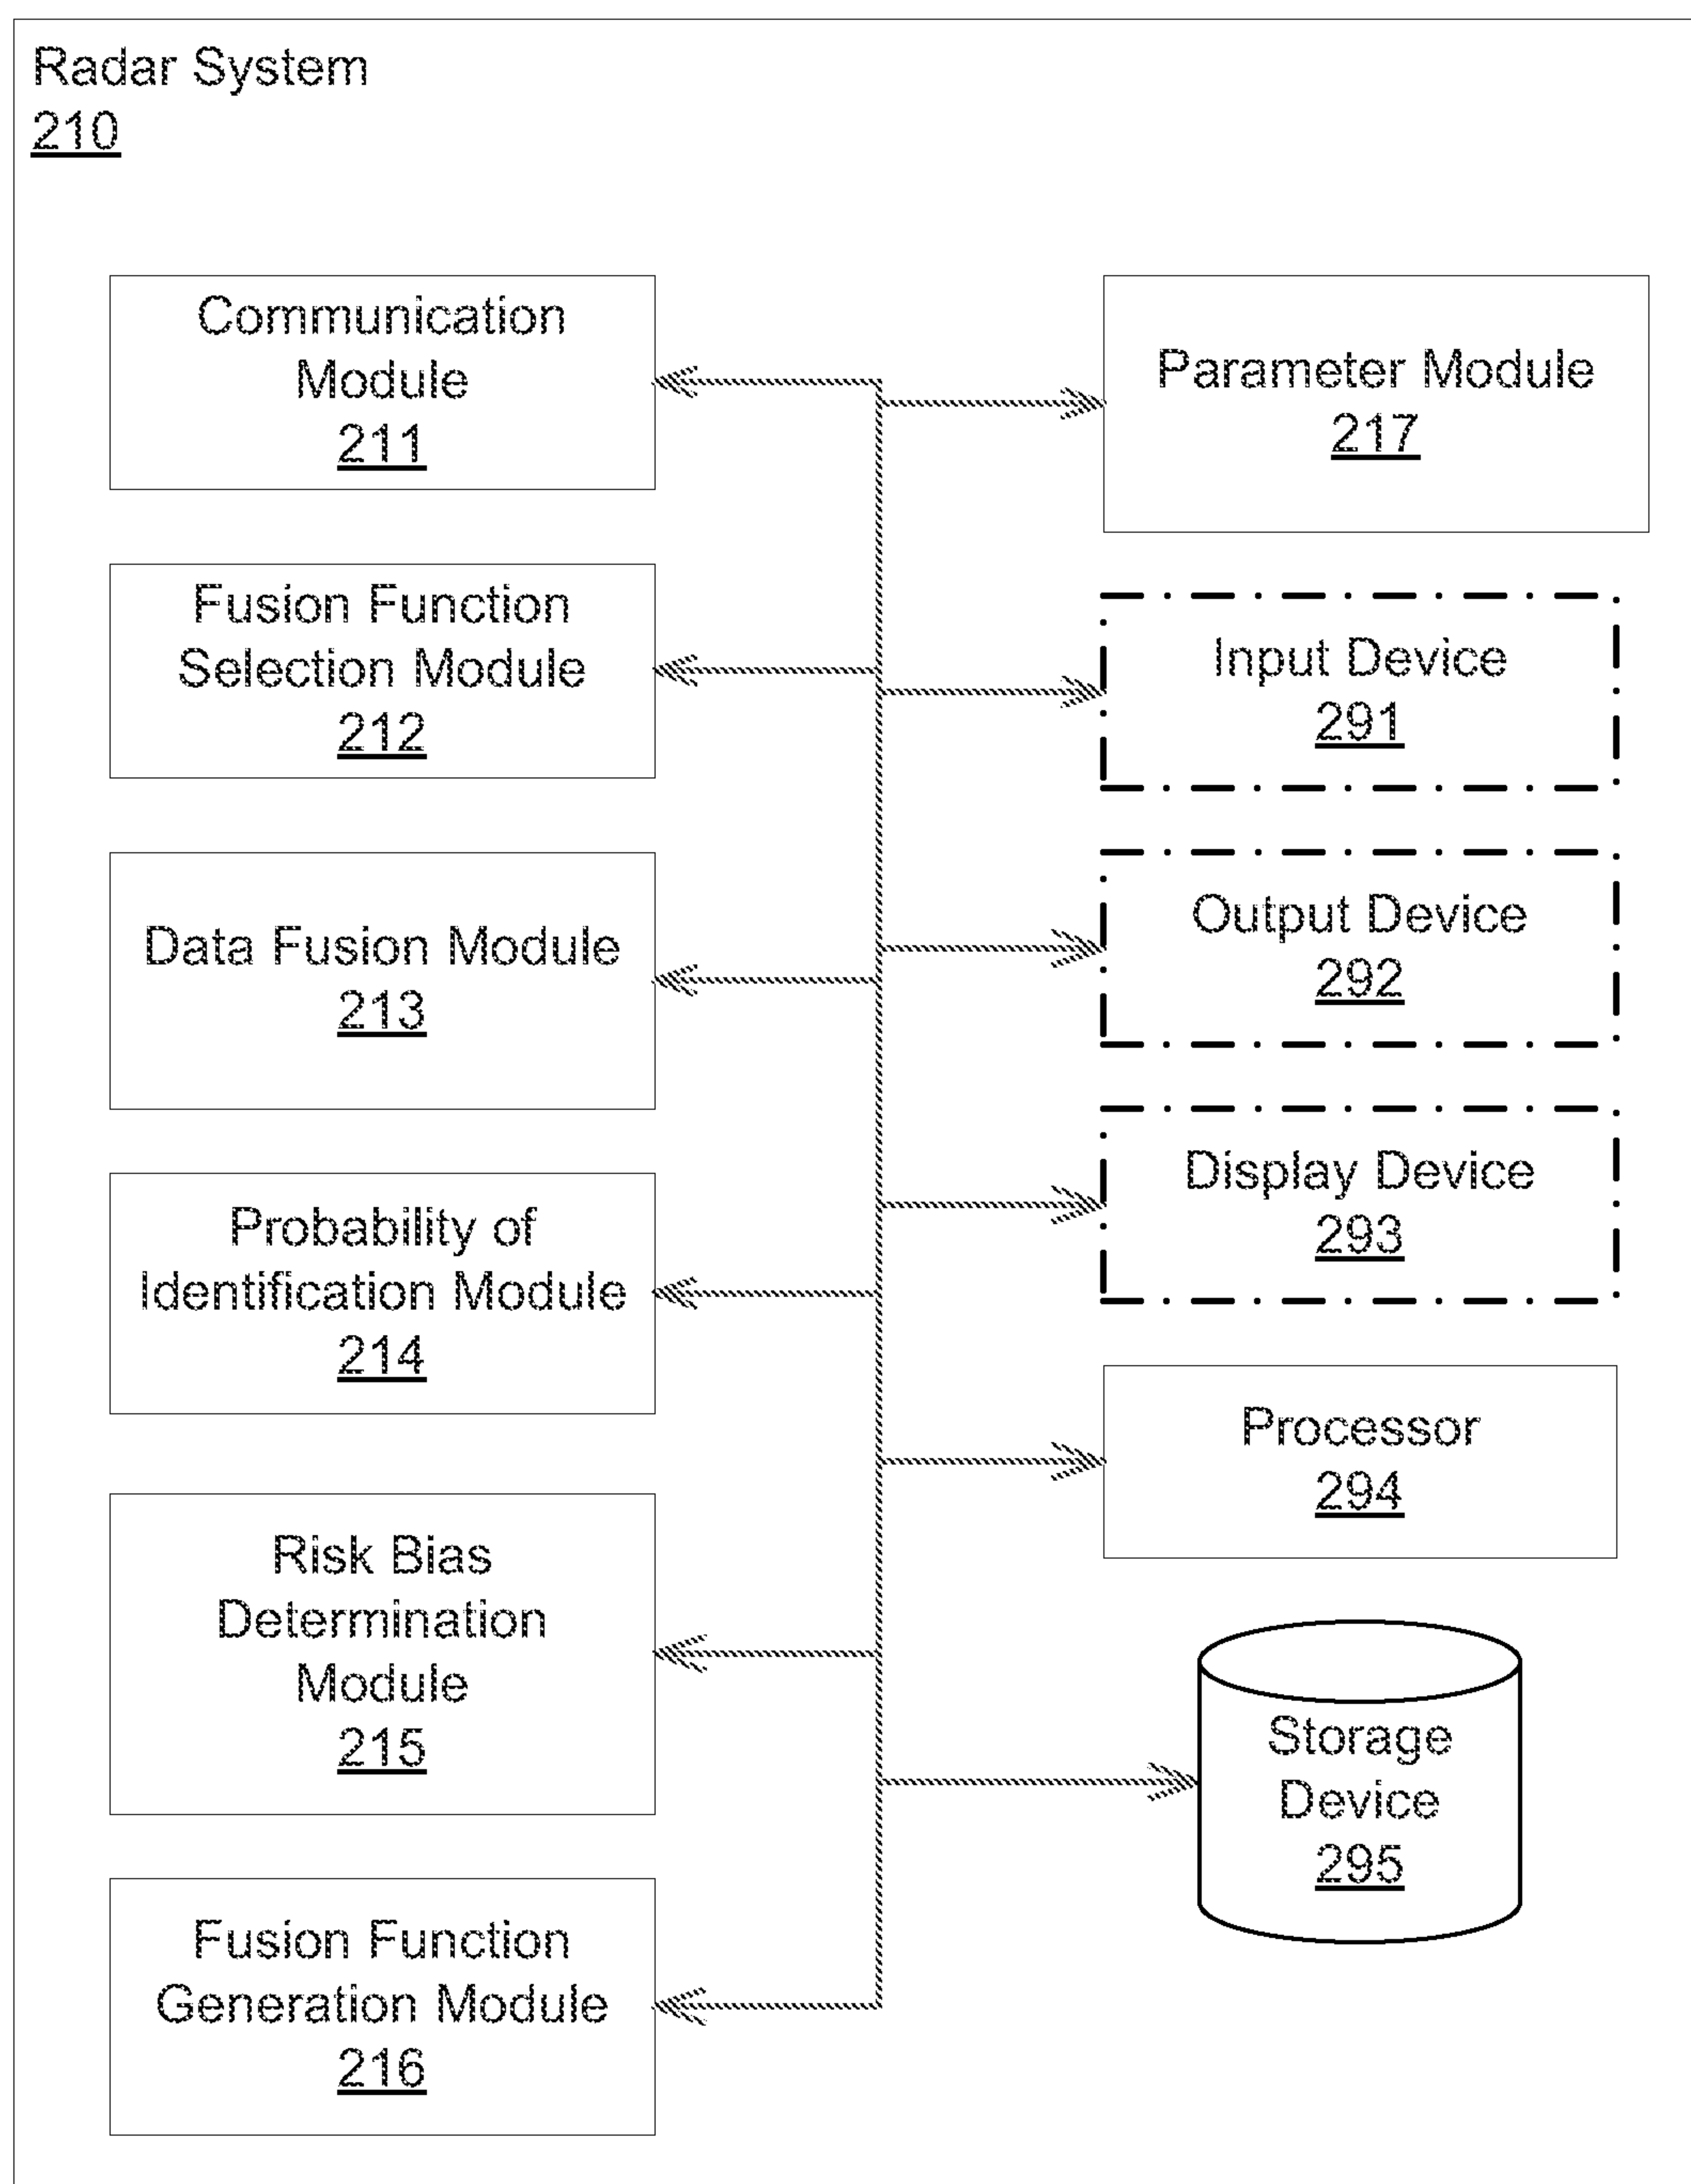 Radar System
210
Communication
Module
211
Fusion Function
Selection Module
212
Data Fusion Module
213
Probability of
Identification Module
214
Risk Bias
Determination
Module
215
Fusion Function
Generation Module
216
Parameter Module
217
Input Device
291
Output Device
292
Display Device
293
Processor
294
Storage
Device
295